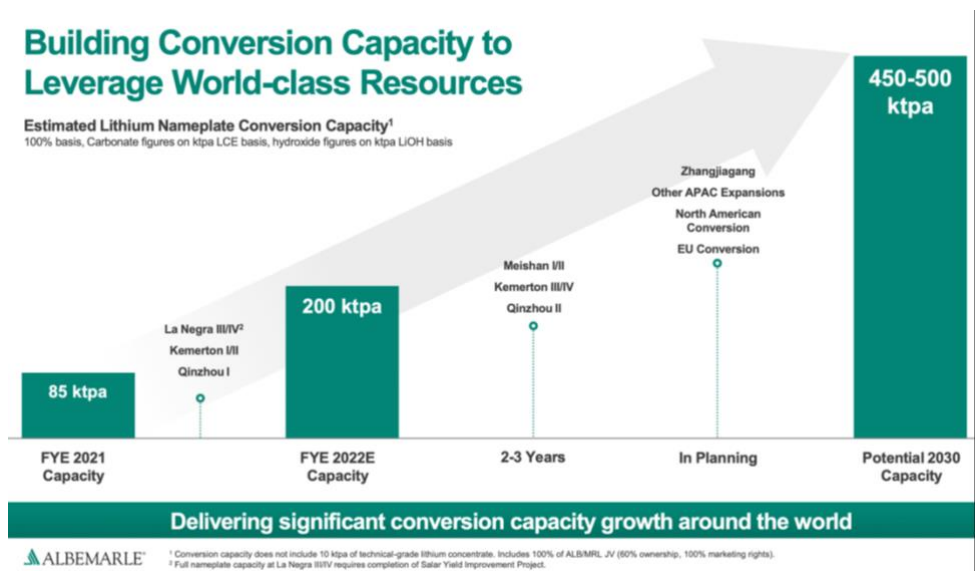 Building Conversion Capacity to
Leverage World-class Resources
Estimated Lithium Nameplate Conversion Capacity¹
100% basis, Carbonate figures on ktpa LCE basis, hydroxide figures on ktpa LiOH basis
450-500
ktpa
Zhangjiagang
Other APAC Expansions
North American
Conversion
EU Conversion
Meishan I/II
Kemerton III/IV
Qinzhou II
200 ktpa
La Negra III/IV²
Kemerton I/II
Qinzhou I
85 ktpa
FYE 2021
Capacity
FYE 2022E
Capacity
2-3 Years
In Planning
Potential 2030
Capacity
Delivering significant conversion capacity growth around the world
ALBEMARLE®
¹ Conversion capacity does not include 10 ktpa of technical-grade lithium concentrate. Includes 100% of ALB/MRL JV (60% ownership, 100% marketing rights).
² Full nameplate capacity at La Negra III/IV requires completion of Salar Yield Improvement Project.